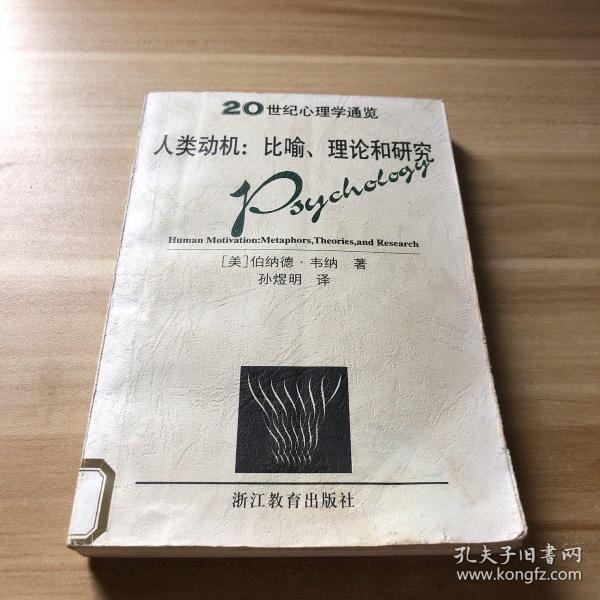 20世纪心理学通览
人类动机：比喻、理论和研究
Psychology
Human Motivation:Metaphors,Theories,and Research
[美]伯纳德·韦纳 著
孙煜明 译
浙江教育出版社
孔夫子旧书网
www.kongfz.com